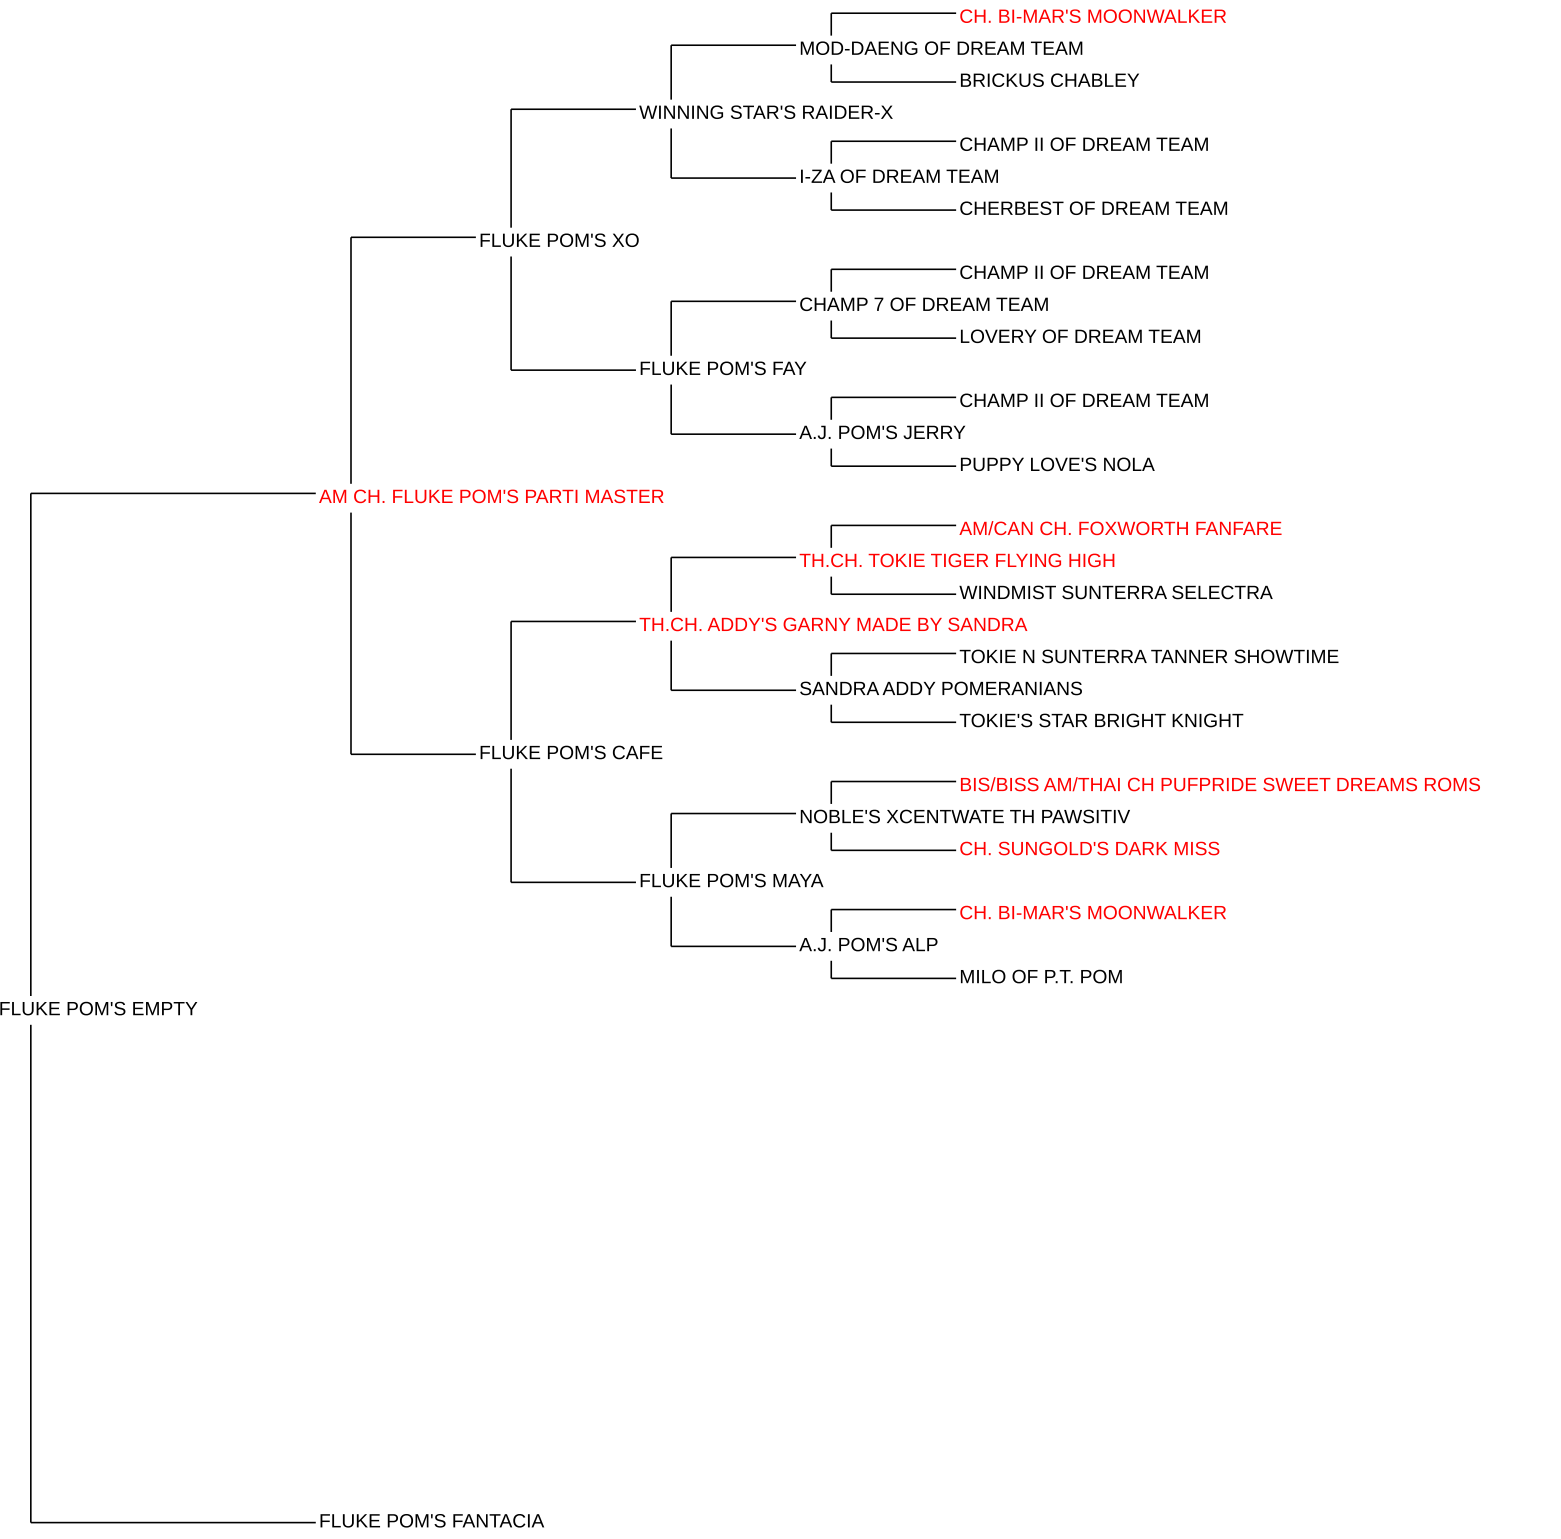 CH. BI-MAR'S MOONWALKER
MOD-DAENG OF DREAM TEAM
BRICKUS CHABLEY
WINNING STAR'S RAIDER-X
CHAMP II OF DREAM TEAM
I-ZA OF DREAM TEAM
CHERBEST OF DREAM TEAM
FLUKE POM'S XO
CHAMP II OF DREAM TEAM
CHAMP 7 OF DREAM TEAM
LOVERY OF DREAM TEAM
FLUKE POM'S FAY
CHAMP II OF DREAM TEAM
A.J. POM'S JERRY
PUPPY LOVE'S NOLA
AM CH. FLUKE POM'S PARTI MASTER
AM/CAN CH. FOXWORTH FANFARE
TH.CH. TOKIE TIGER FLYING HIGH
WINDMIST SUNTERRA SELECTRA
TH.CH. ADDY'S GARNY MADE BY SANDRA
TOKIE N SUNTERRA TANNER SHOWTIME
SANDRA ADDY POMERANIANS
TOKIE'S STAR BRIGHT KNIGHT
FLUKE POM'S CAFE
BIS/BISS AM/THAI CH PUFPRIDE SWEET DREAMS ROMS
NOBLE'S XCENTWATE TH PAWSITIV
CH. SUNGOLD'S DARK MISS
FLUKE POM'S MAYA
CH. BI-MAR'S MOONWALKER
A.J. POM'S ALP
MILO OF P.T. POM
FLUKE POM'S EMPTY
FLUKE POM'S FANTACIA